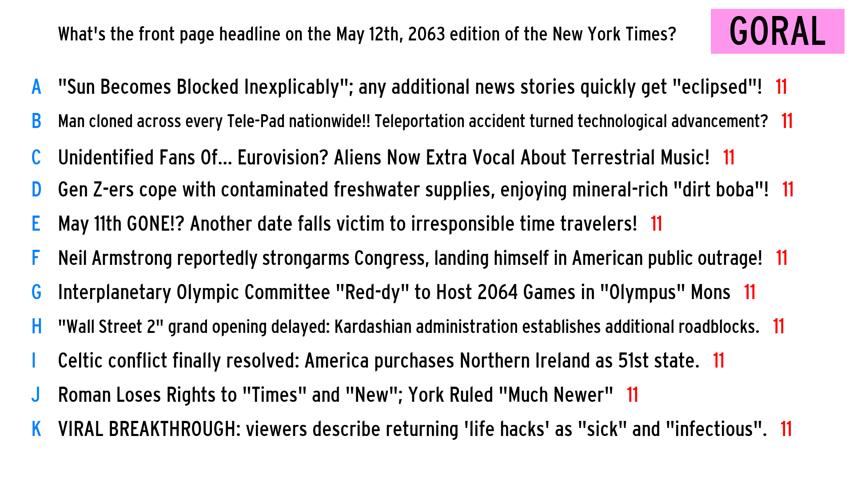 What's the front page headline on the May 12th, 2063 edition of the New York Times?
GORAL
A "Sun Becomes Blocked Inexplicably"; any additional news stories quickly get "eclipsed"! 11
B Man cloned across every Tele-Pad nationwide!! Teleportation accident turned technological advancement? 11
C Unidentified Fans Of... Eurovision? Aliens Now Extra Vocal About Terrestrial Music! 11
D Gen Z-ers cope with contaminated freshwater supplies, enjoying mineral-rich "dirt boba"! 11
E May 11th GONE!? Another date falls victim to irresponsible time travelers! 11
F Neil Armstrong reportedly strongarms Congress, landing himself in American public outrage! 11
G Interplanetary Olympic Committee "Red-dy" to Host 2064 Games in "Olympus" Mons 11
H "Wall Street 2" grand opening delayed: Kardashian administration establishes additional roadblocks. 11
I Celtic conflict finally resolved: America purchases Northern Ireland as 51st state. 11
J Roman Loses Rights to "Times" and "New"; York Ruled "Much Newer" 11
K VIRAL BREAKTHROUGH: viewers describe returning 'life hacks' as "sick" and "infectious". 11